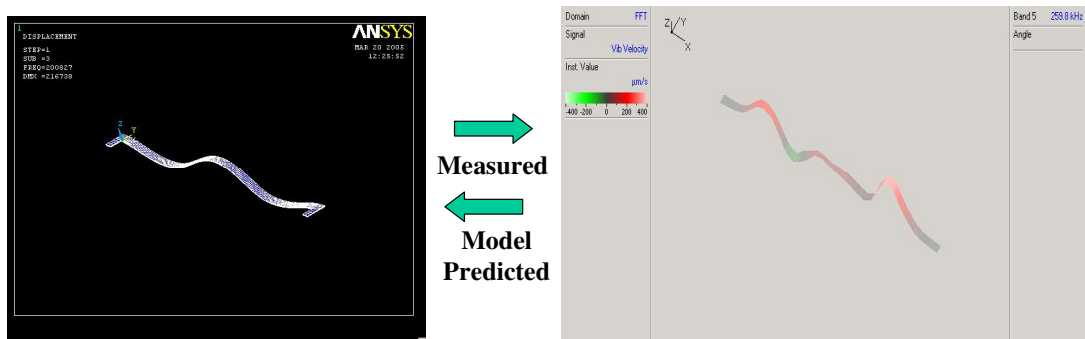 1
DISPLACEMENT
STEP=1
SUB =3
FREQ=200827
DMX =216738
ANSYS
MAR 20 2005
12:25:52
Z
Y
Measured
Model
Predicted
Domain FFT
Signal
Vib Velocity
Inst. Value
µm/s
-400 -200 0 200 400
Z Y
X
Band 5 259.8 kHz
Angle